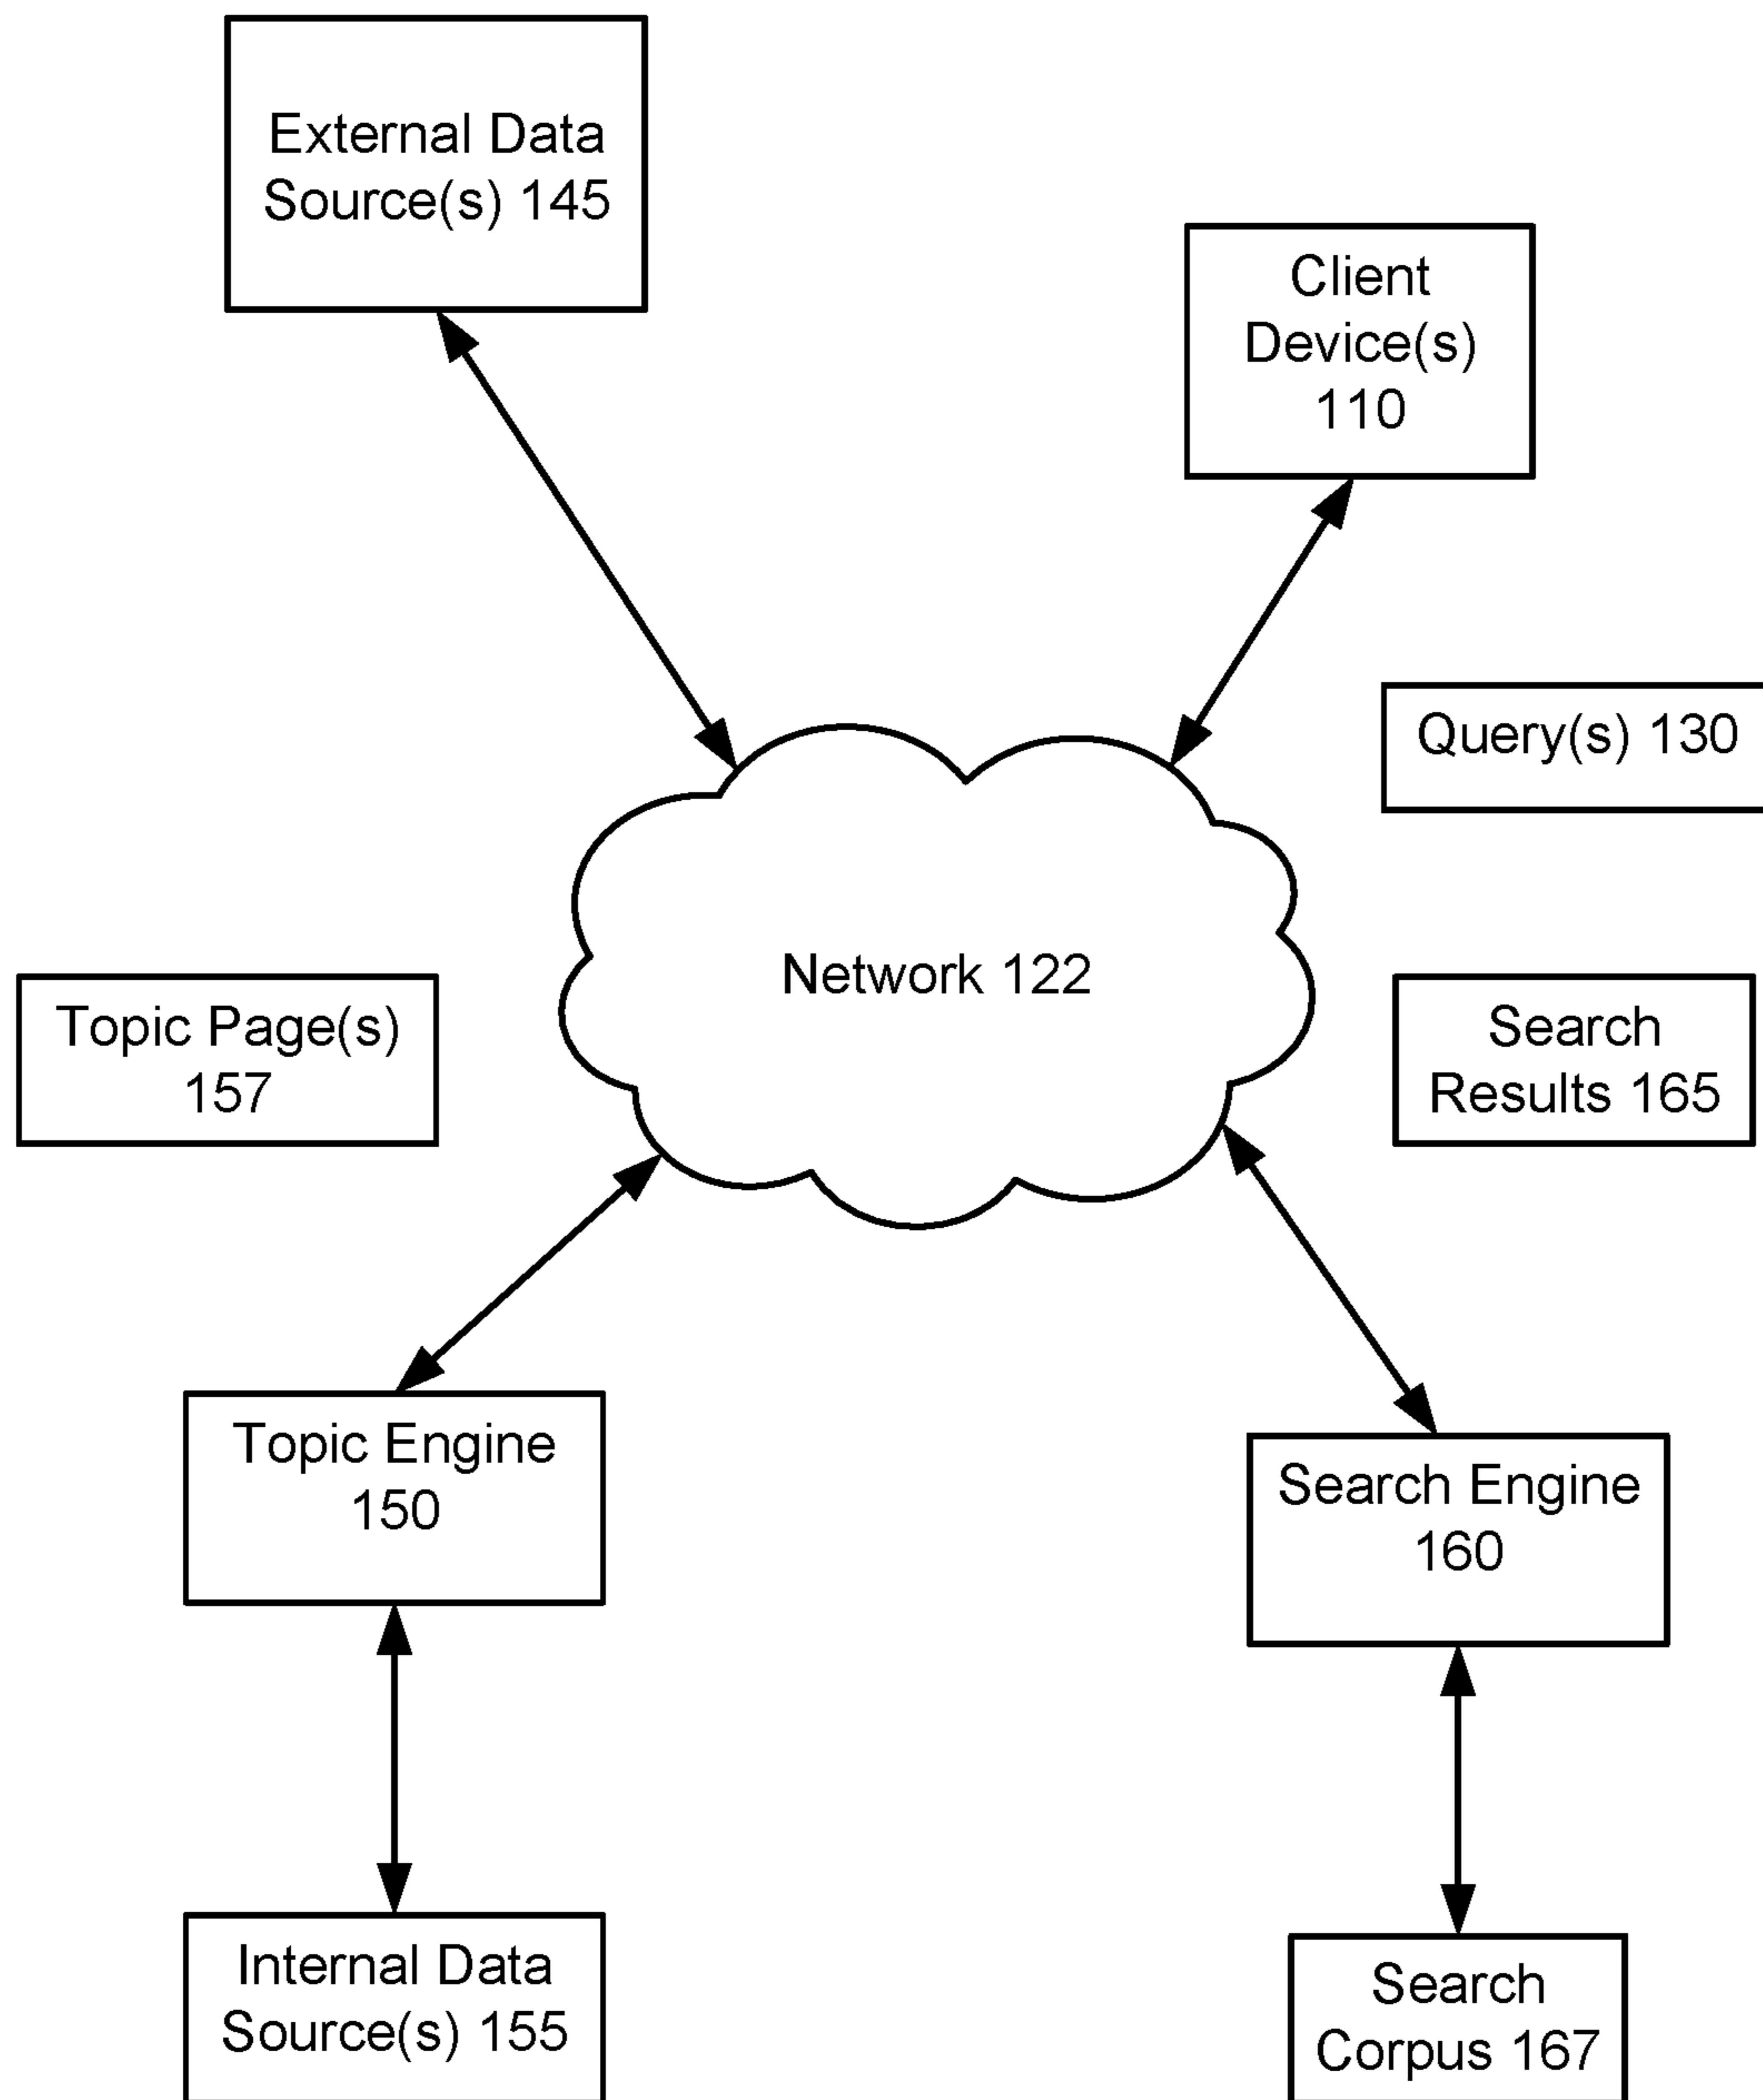 External Data
Source(s) 145
Client
Device(s)
110
Query(s) 130
Network 122
Topic Page(s)
157
Search
Results 165
Topic Engine
150
Search Engine
160
Internal Data
Source(s) 155
Search
Corpus 167